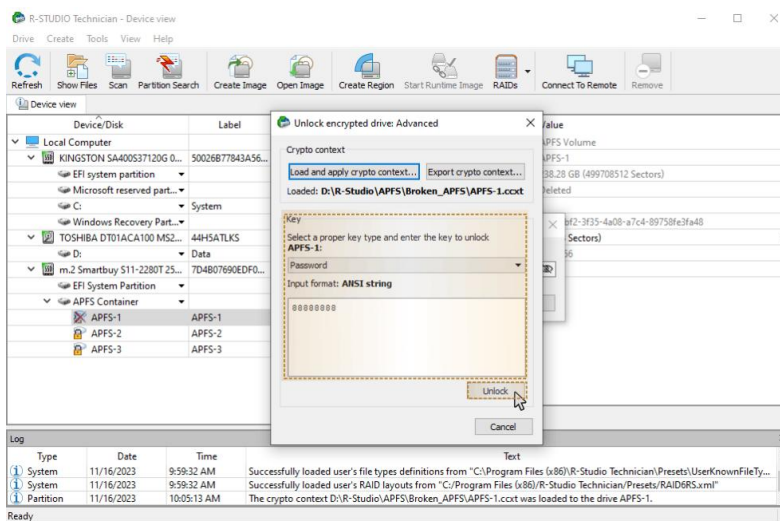 R-STUDIO Technician - Device view
Drive Create Tools View Help
Refresh Show Files Scan Partition Search Create Image Open Image Create Region Start Runtime Image RAIDs Connect To Remote Remove
Device view
Device/Disk Label Value
Local Computer APFS Volume
KINGSTON SA400S37120G 0... 50026B77843A56... APFS-1
EFI system partition 238.28 GB (499708512 Sectors)
Microsoft reserved part... Deleted
C: System
Windows Recovery Part... bf2-3f35-4a08-a7c4-89758fe3fa48
TOSHIBA DT01ACA100 MS2... 44H5ATLKS Sectors)
D: Data 56
m.2 Smartbuy S11-2280T 25... 7D4B07690EDF0...
EFI System Partition
APFS Container
APFS-1 APFS-1
APFS-2 APFS-2
APFS-3 APFS-3
Unlock encrypted drive: Advanced
Crypto context
Load and apply crypto context... Export crypto context...
Loaded: D:\R-Studio\APFS\Broken_APFS\APFS-1.ccxt
Key
Select a proper key type and enter the key to unlock
APFS-1:
Password
Input format: ANSI string
00000000
Unlock
Cancel
Log
Type Date Time Text
System 11/16/2023 9:59:32 AM Successfully loaded user's file types definitions from "C:\Program Files (x86)\R-Studio Technician\Presets\UserKnownFileTy...
System 11/16/2023 9:59:32 AM Successfully loaded user's RAID layouts from "C:/Program Files (x86)/R-Studio Technician/Presets/RAID6RS.xml"
Partition 11/16/2023 10:05:13 AM The crypto context D:\R-Studio\APFS\Broken_APFS\APFS-1.ccxt was loaded to the drive APFS-1.
Ready